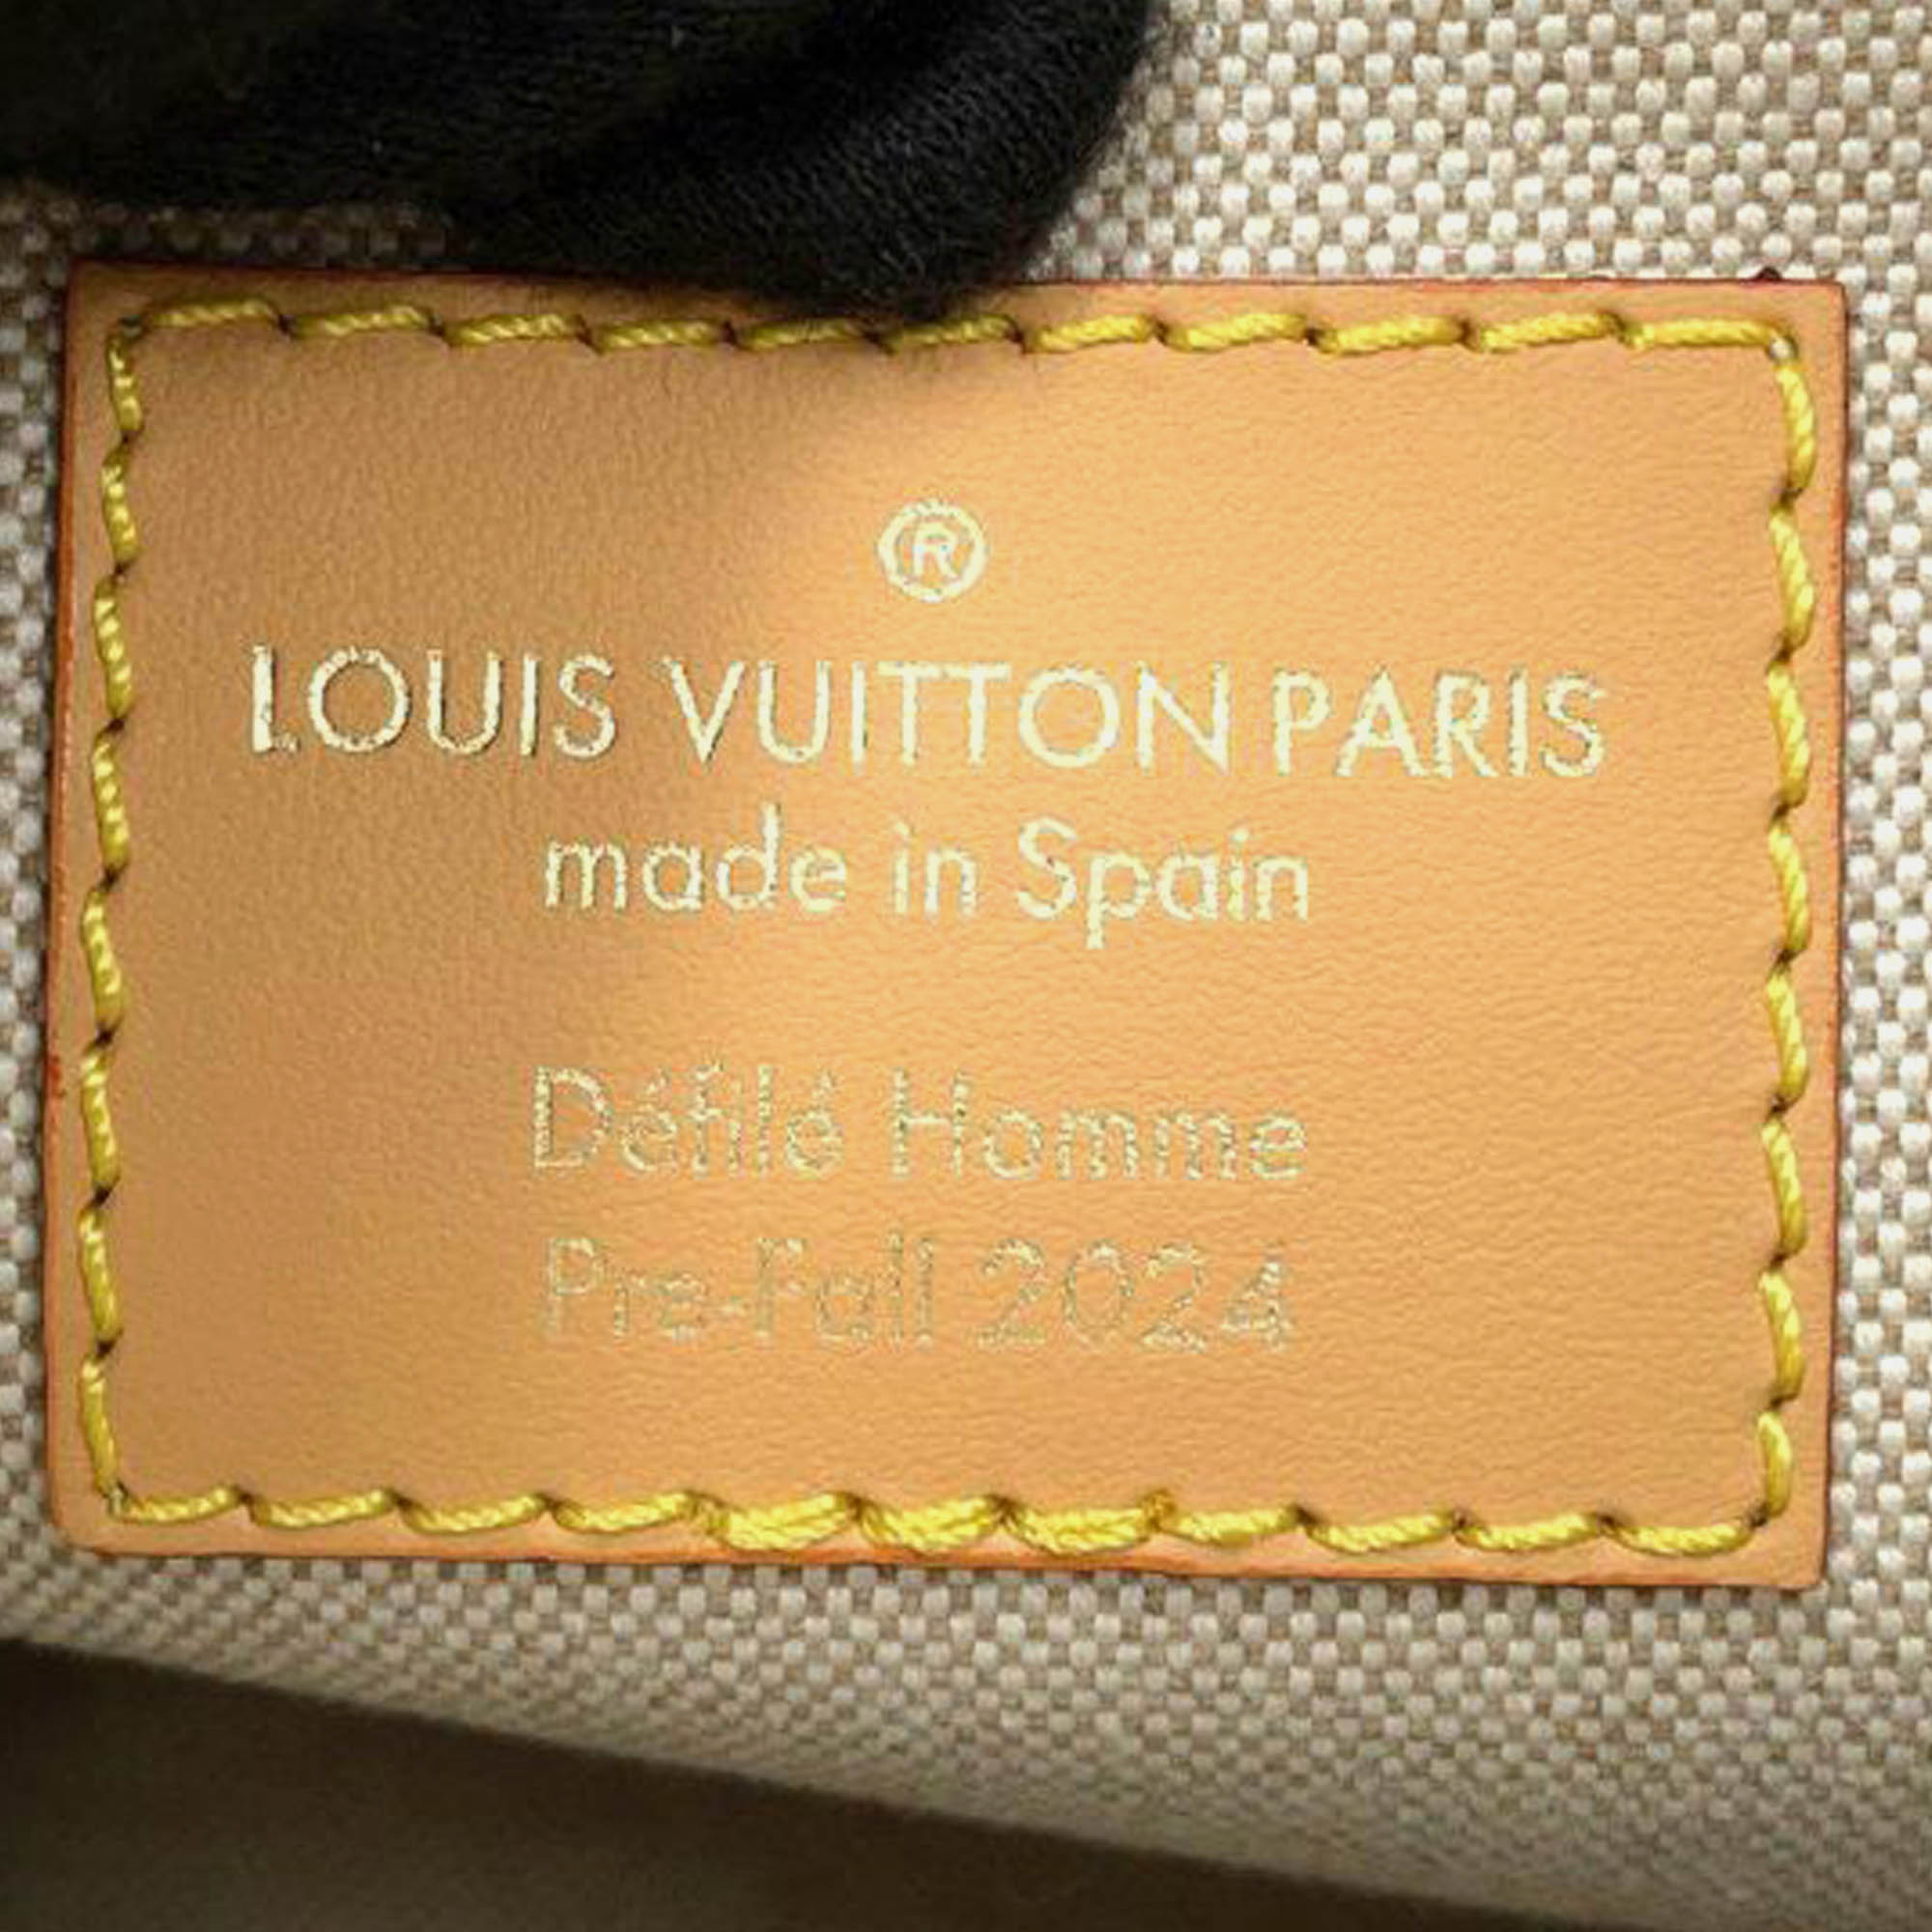 ®
LOUIS VUITTON PARIS
made in Spain
Défilé Homme
Pre-Fall 2024